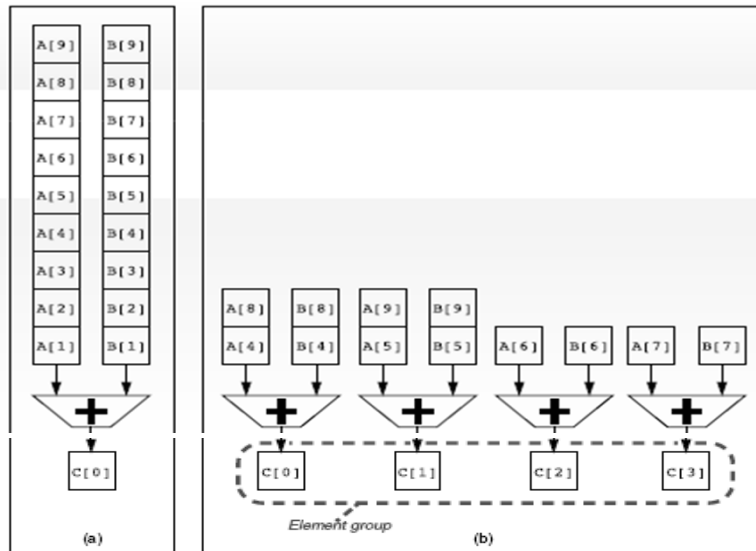 A[9] B[9]
A[8] B[8]
A[7] B[7]
A[6] B[6]
A[5] B[5]
A[4] B[4]
A[3] B[3]
A[2] B[2]
A[1] B[1]
+
C[0]
(a)
A[8] B[8] A[9] B[9]
A[4] B[4] A[5] B[5] A[6] B[6] A[7] B[7]
+ + + +
C[0] C[1] C[2] C[3]
Element group
(b)